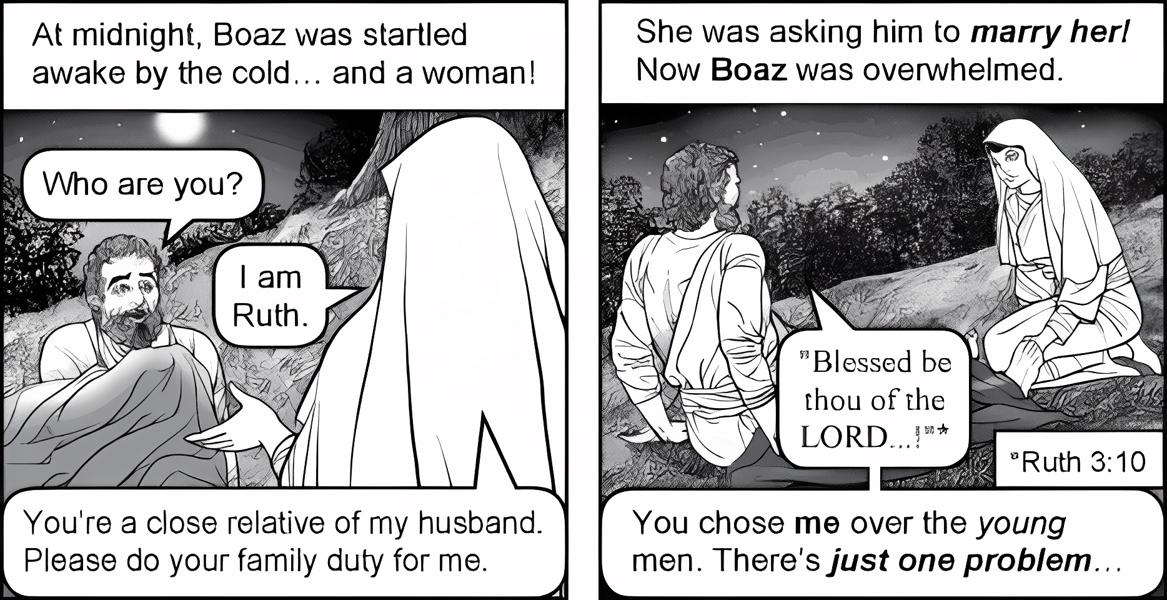 At midnight, Boaz was startled
awake by the cold... and a woman!
Who are you?
I am
Ruth.
You're a close relative of my husband.
Please do your family duty for me.
She was asking him to marry her!
Now Boaz was overwhelmed.
"Blessed be
thou of the
LORD...!"*
*Ruth 3:10
You chose me over the young
men. There's just one problem...